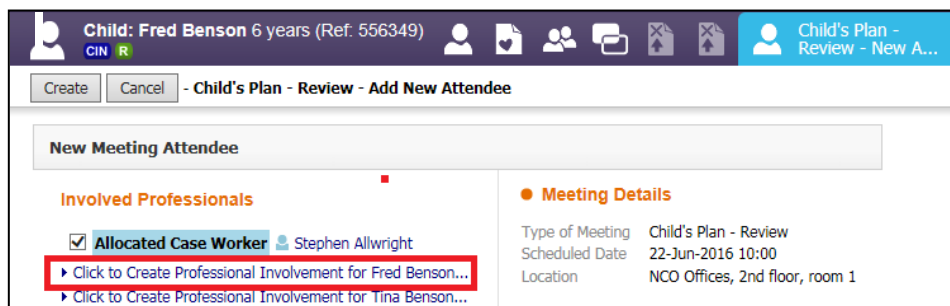 Child: Fred Benson 6 years (Ref: 556349)
CIN R
Child's Plan -
Review - New A...
Create Cancel - Child's Plan - Review - Add New Attendee
New Meeting Attendee
Involved Professionals
Allocated Case Worker Stephen Allwright
Click to Create Professional Involvement for Fred Benson...
Click to Create Professional Involvement for Tina Benson...
Meeting Details
Type of Meeting Child's Plan - Review
Scheduled Date 22-Jun-2016 10:00
Location NCO Offices, 2nd floor, room 1